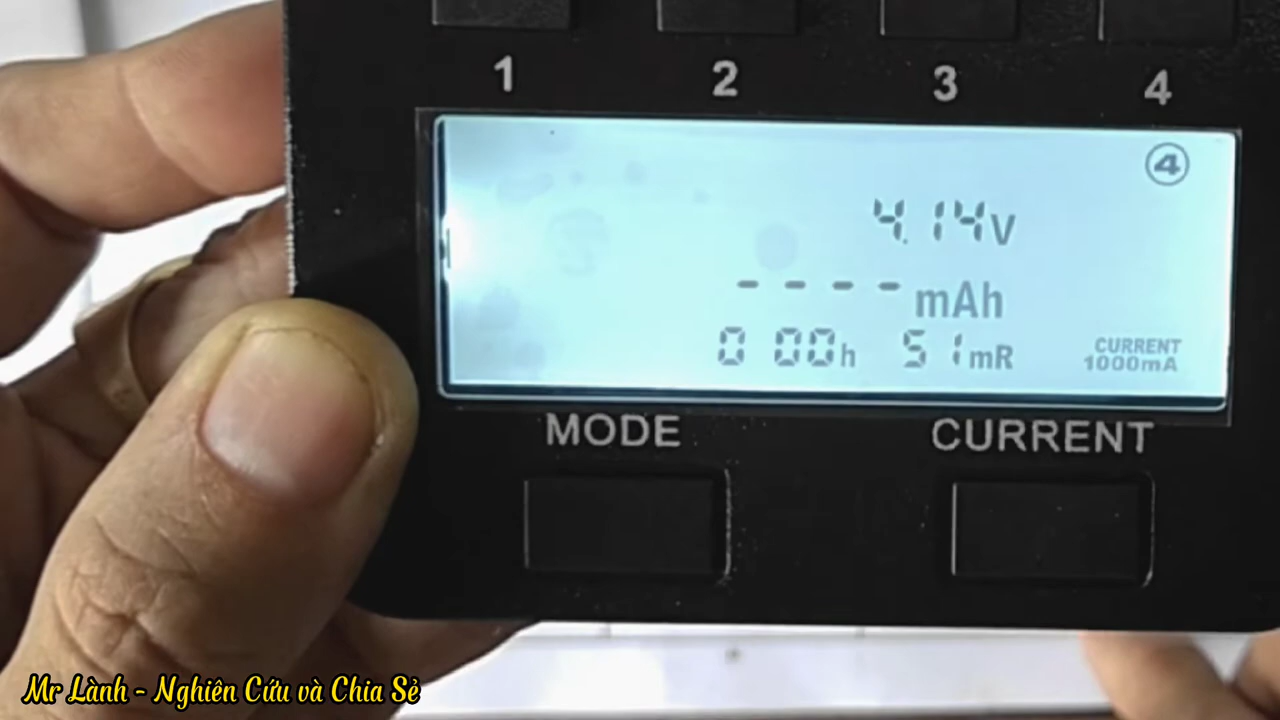 1 2 3 4
④
4.14V
- - - - mAh
0 00h 51mR
CURRENT
1000mA
MODE CURRENT
Mr Lành - Nghiên Cứu và Chia Sẻ